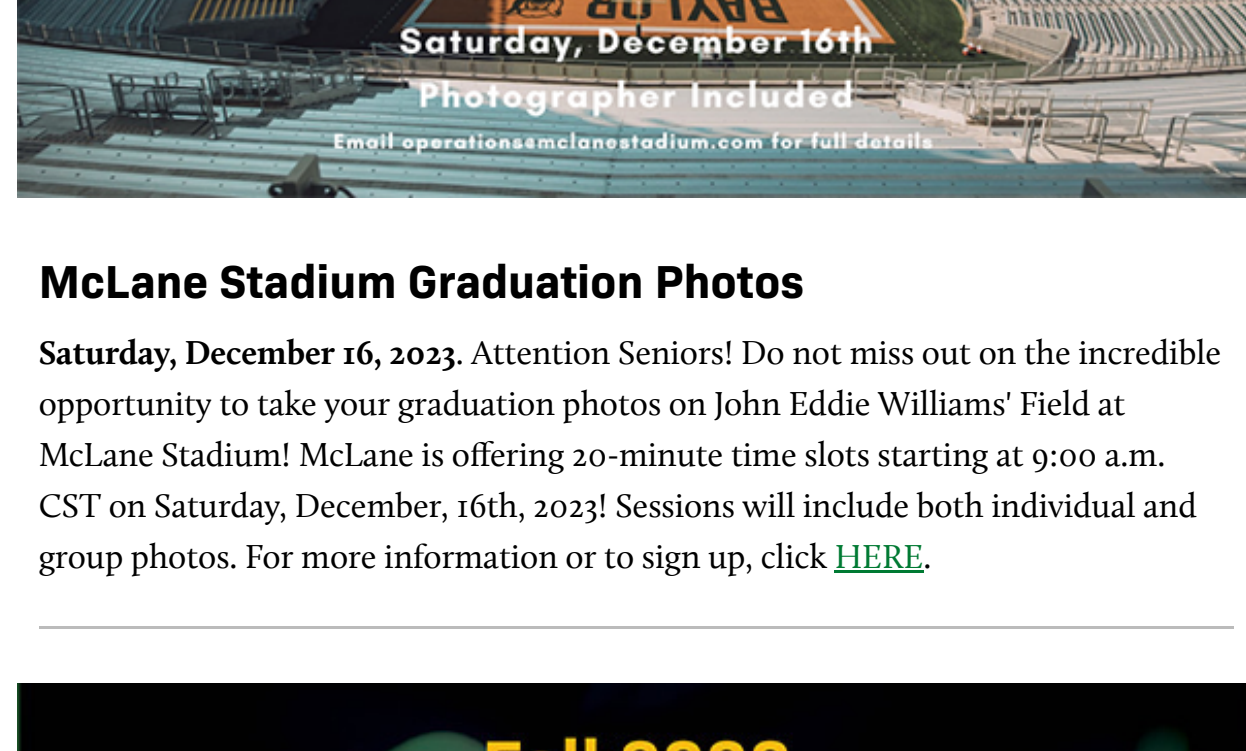 BAYLOR
Saturday, December 16th
Photographer Included
Email operations@mclanestadium.com for full details
McLane Stadium Graduation Photos
Saturday, December 16, 2023. Attention Seniors! Do not miss out on the incredible
opportunity to take your graduation photos on John Eddie Williams' Field at
McLane Stadium! McLane is offering 20-minute time slots starting at 9:00 a.m.
CST on Saturday, December, 16th, 2023! Sessions will include both individual and
group photos. For more information or to sign up, click HERE.